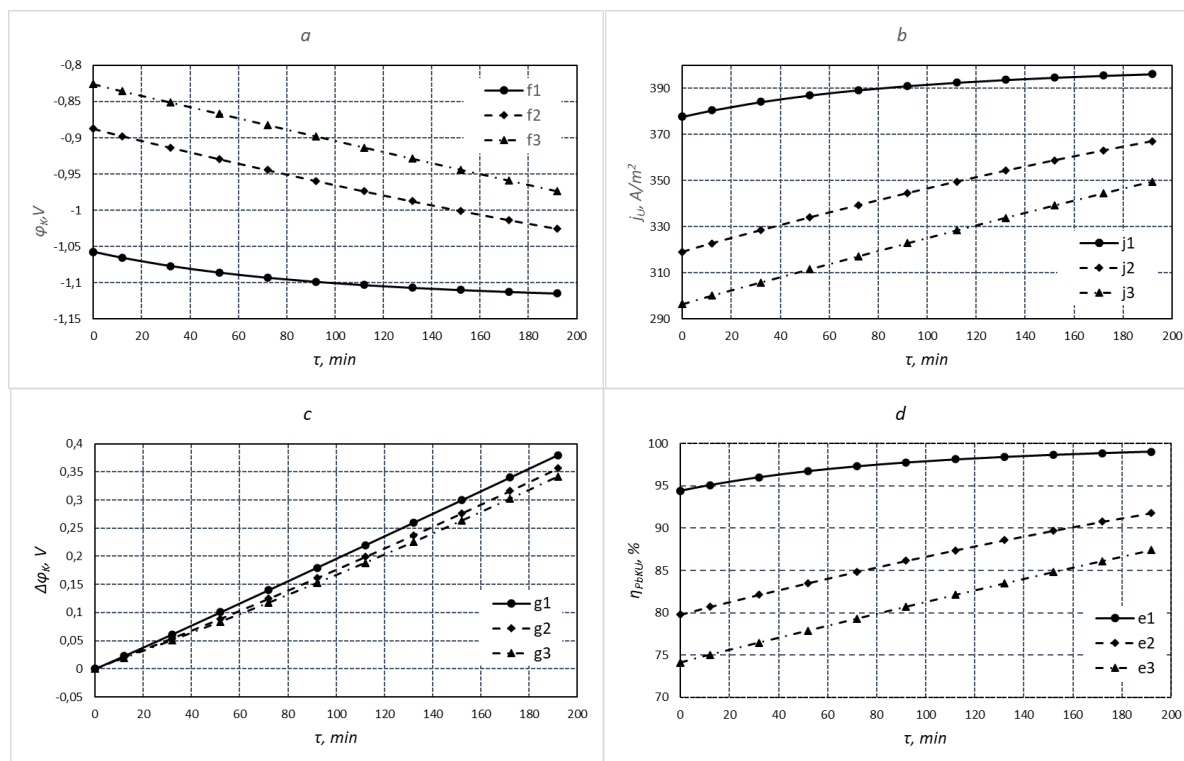 a
-0,8
-0,85
-0,9
-0,95
-1
-1,05
-1,1
-1,15
φK,V
f1
f2
f3
0 20 40 60 80 100 120 140 160 180 200
τ, min
b
390
370
350
330
310
290
jU, A/m²
j1
j2
j3
0 20 40 60 80 100 120 140 160 180 200
τ, min
c
0,4
0,35
0,3
0,25
0,2
0,15
0,1
0,05
0
-0,05
ΔφK, V
g1
g2
g3
0 20 40 60 80 100 120 140 160 180 200
τ, min
d
100
95
90
85
80
75
70
ηPbKU, %
e1
e2
e3
0 20 40 60 80 100 120 140 160 180 200
τ, min